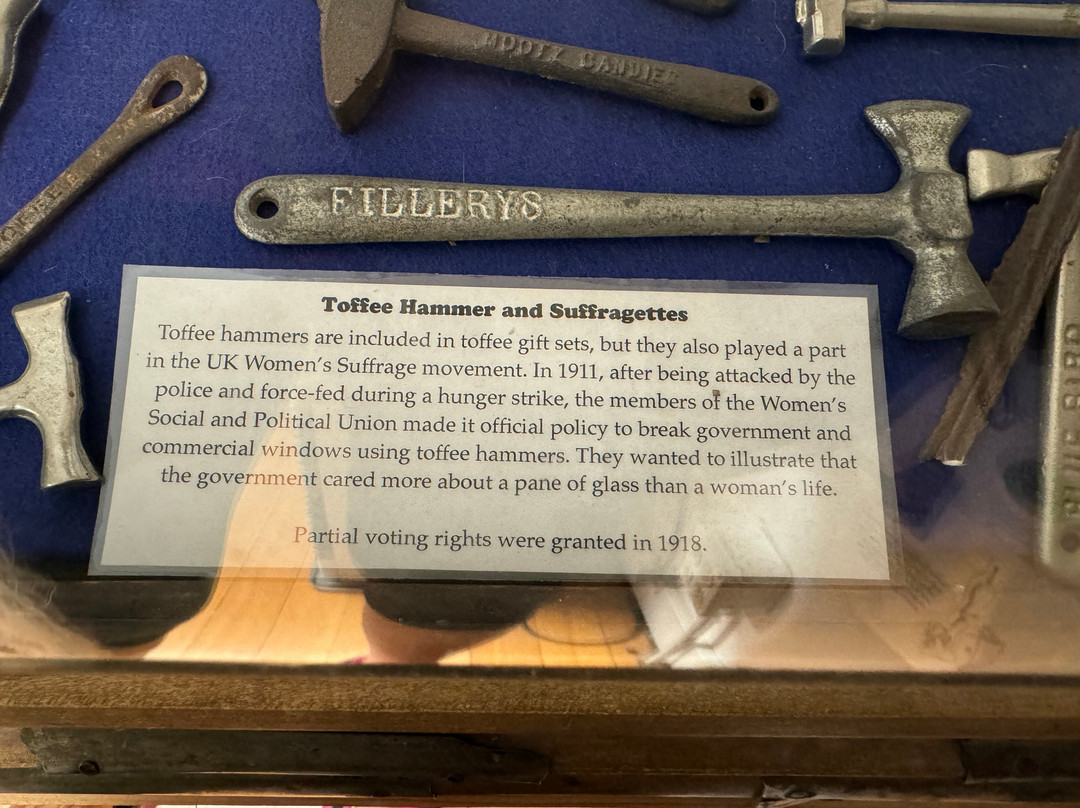 FILLERYS
Toffee Hammer and Suffragettes
Toffee hammers are included in toffee gift sets, but they also played a part
in the UK Women's Suffrage movement. In 1911, after being attacked by the
police and force-fed during a hunger strike, the members of the Women's
Social and Political Union made it official policy to break government and
commercial windows using toffee hammers. They wanted to illustrate that
the government cared more about a pane of glass than a woman's life.
Partial voting rights were granted in 1918.
BLUE BIRD